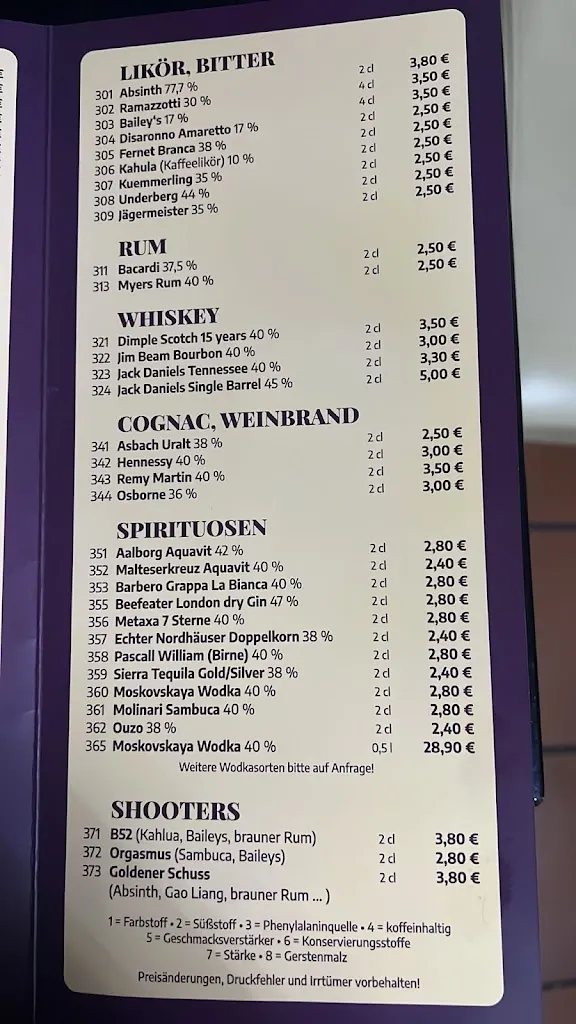 LIKÖR, BITTER
301 Absinth 77,7 % 2 cl 3,80 €
302 Ramazzotti 30 % 4 cl 3,50 €
303 Bailey's 17 % 4 cl 3,50 €
304 Disaronno Amaretto 17 % 2 cl 2,50 €
305 Fernet Branca 38 % 2 cl 2,50 €
306 Kahula (Kaffeelikör) 10 % 2 cl 2,50 €
307 Kuemmerling 35 % 2 cl 2,50 €
308 Underberg 44 % 2 cl 2,50 €
309 Jägermeister 35 % 2 cl 2,50 €
RUM
311 Bacardi 37,5 % 2 cl 2,50 €
313 Myers Rum 40 % 2 cl 2,50 €
WHISKEY
321 Dimple Scotch 15 years 40 % 2 cl 3,50 €
322 Jim Beam Bourbon 40 % 2 cl 3,00 €
323 Jack Daniels Tennessee 40 % 2 cl 3,30 €
324 Jack Daniels Single Barrel 45 % 2 cl 5,00 €
COGNAC, WEINBRAND
341 Asbach Uralt 38 % 2 cl 2,50 €
342 Hennessy 40 % 2 cl 3,00 €
343 Remy Martin 40 % 2 cl 3,50 €
344 Osborne 36 % 2 cl 3,00 €
SPIRITUOSEN
351 Aalborg Aquavit 42 % 2 cl 2,80 €
352 Malteserkreuz Aquavit 40 % 2 cl 2,40 €
353 Barbero Grappa La Bianca 40 % 2 cl 2,80 €
355 Beefeater London dry Gin 47 % 2 cl 2,80 €
356 Metaxa 7 Sterne 40 % 2 cl 2,80 €
357 Echter Nordhäuser Doppelkorn 38 % 2 cl 2,40 €
358 Pascall William (Birne) 40 % 2 cl 2,80 €
359 Sierra Tequila Gold/Silver 38 % 2 cl 2,40 €
360 Moskovskaya Wodka 40 % 2 cl 2,80 €
361 Molinari Sambuca 40 % 2 cl 2,80 €
362 Ouzo 38 % 2 cl 2,40 €
365 Moskovskaya Wodka 40 % 0,5 l 28,90 €
Weitere Wodkasorten bitte auf Anfrage!
SHOOTERS
371 B52 (Kahlua, Baileys, brauner Rum) 2 cl 3,80 €
372 Orgasmus (Sambuca, Baileys) 2 cl 2,80 €
373 Goldener Schuss 2 cl 3,80 €
(Absinth, Gao Liang, brauner Rum ... )
1 = Farbstoff • 2 = Süßstoff • 3 = Phenylalaninquelle • 4 = koffeinhaltig
5 = Geschmacksverstärker • 6 = Konservierungsstoffe
7 = Stärke • 8 = Gerstenmalz
Preisänderungen, Druckfehler und Irrtümer vorbehalten!